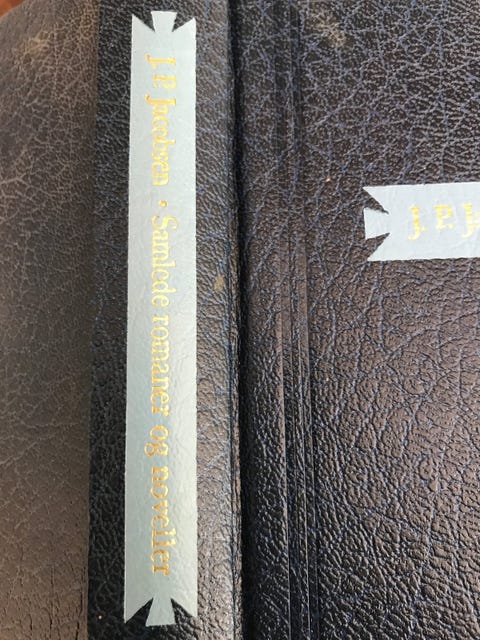 J. P. Jacobsen · Samlede romaner og noveller
J. P. J